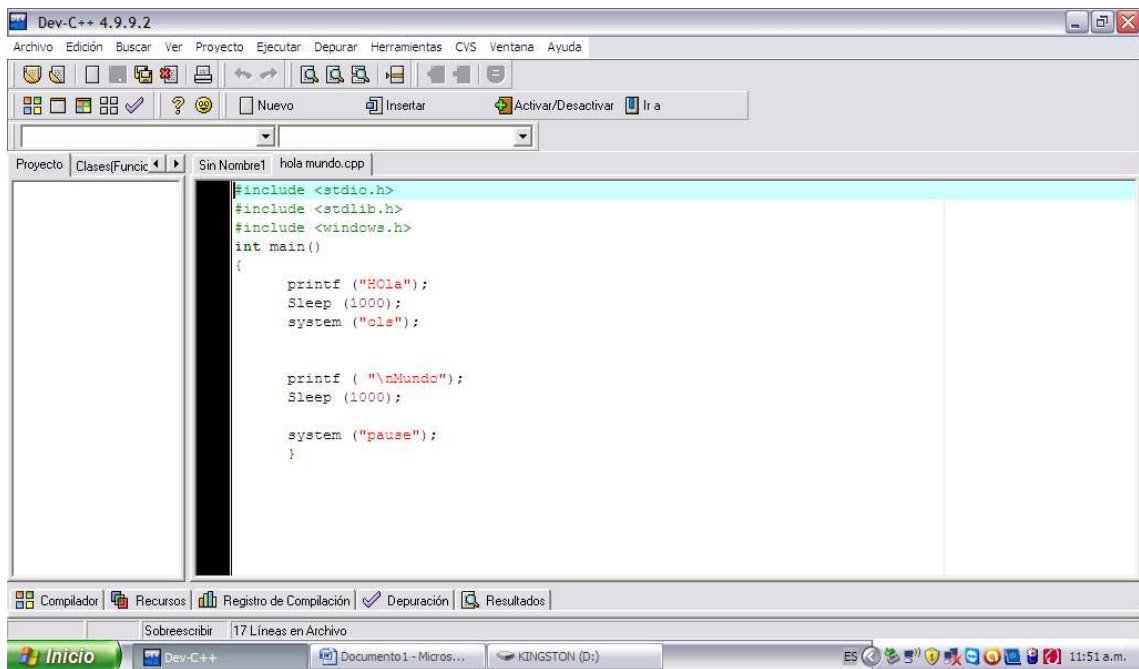 Dev-C++ 4.9.9.2
Archivo Edición Buscar Ver Proyecto Ejecutar Depurar Herramientas CVS Ventana Ayuda
Nuevo Insertar Activar/Desactivar Ir a
Proyecto Clases(Funcic Sin Nombre1 hola mundo.cpp
#include <stdio.h>
#include <stdlib.h>
#include <windows.h>
int main()
{
printf ("HOla");
Sleep (1000);
system ("cls");
printf ( "\nMundo");
Sleep (1000);
system ("pause");
}
Compilador Recursos Registro de Compilación Depuración Resultados
Sobreescribir 17 Líneas en Archivo
Inicio Dev-C++ Documento1 - Micros... KINGSTON (D:) ES 11:51 a.m.